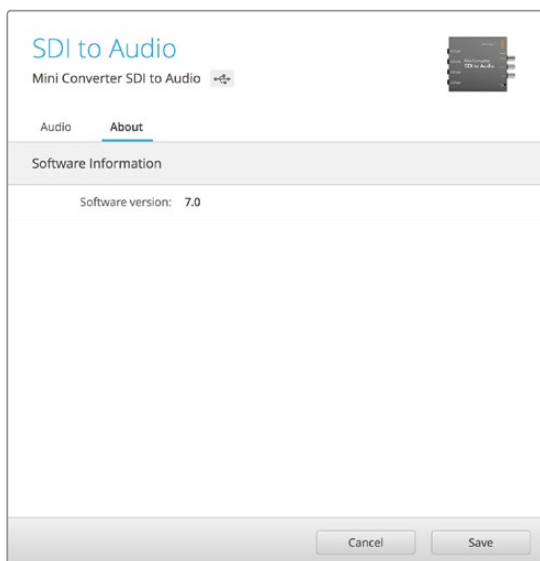 SDI to Audio
Mini Converter SDI to Audio
Audio About
Software Information
Software version: 7.0
Cancel Save